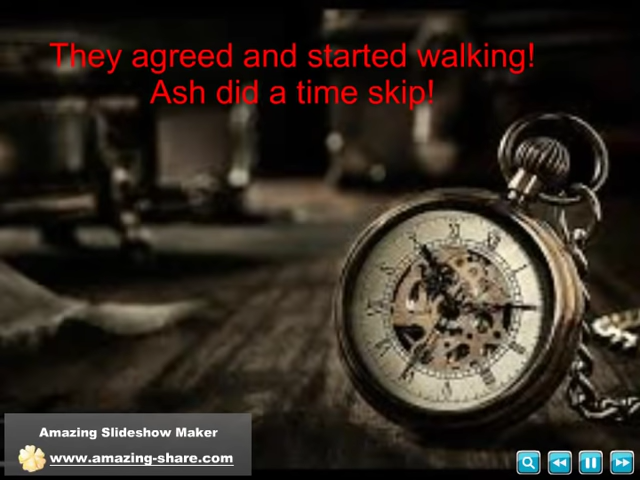 They agreed and started walking!
Ash did a time skip!
Amazing Slideshow Maker
www.amazing-share.com